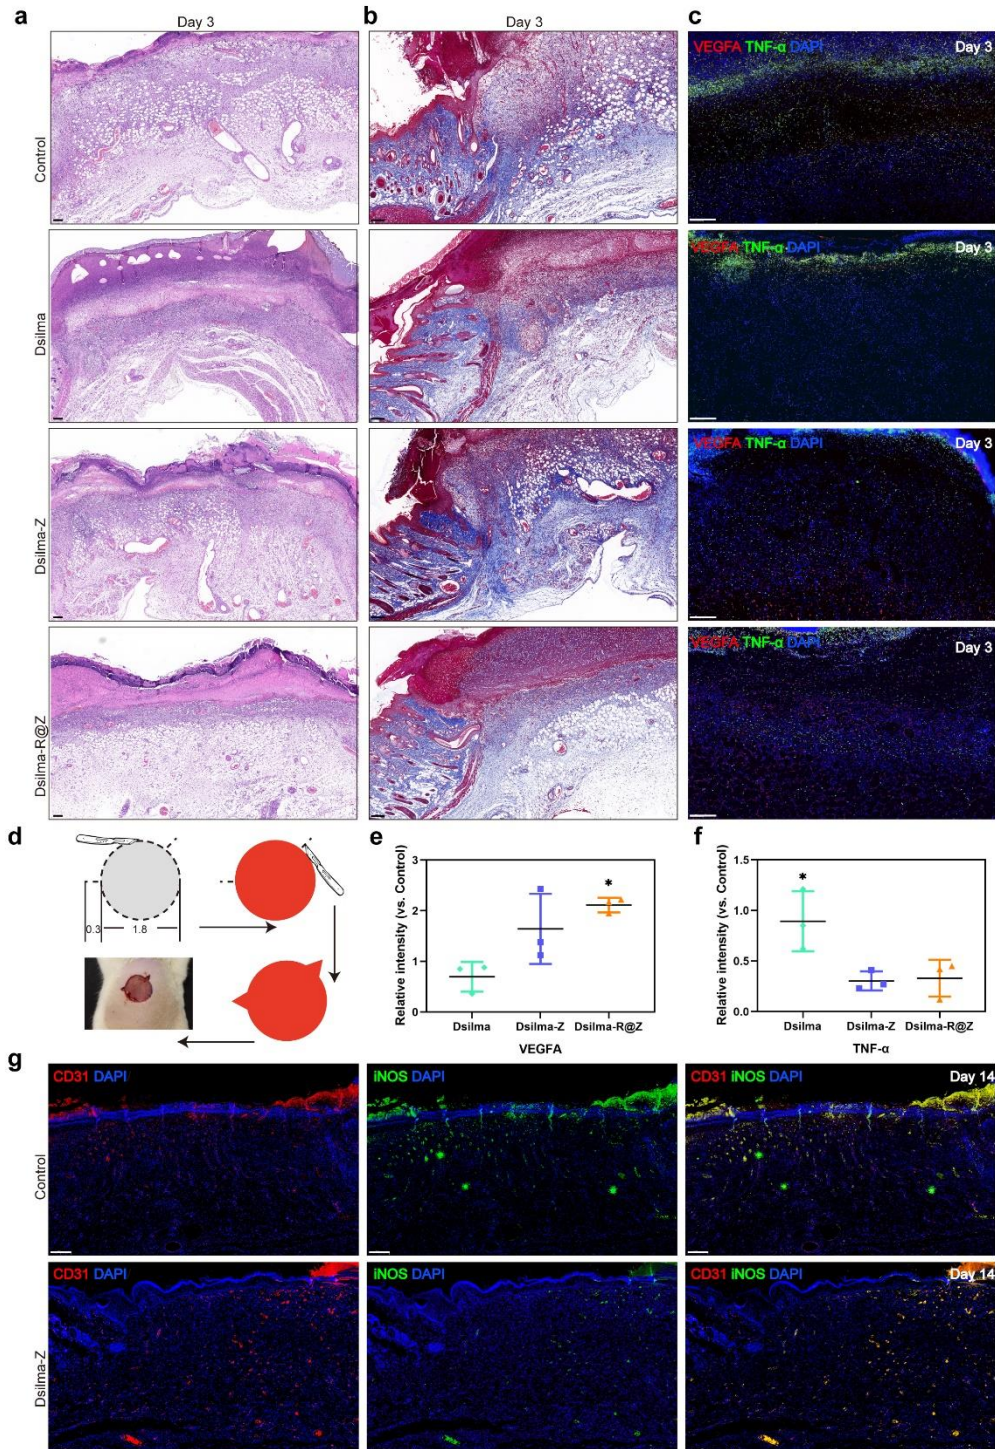 a
Day 3
b
Day 3
c
Control
VEGFA TNF-α DAPI
Day 3
Dsilma
VEGFA TNF-α DAPI
Day 3
Dsilma-Z
VEGFA TNF-α DAPI
Day 3
Dsilma-R@Z
VEGFA TNF-α DAPI
Day 3
d
0.3
1.8
e
Relative intensity (vs. Control)
3
2
1
0
*
Dsilma
Dsilma-Z
Dsilma-R@Z
VEGFA
f
Relative intensity (vs. Control)
1.5
1.0
0.5
0.0
*
Dsilma
Dsilma-Z
Dsilma-R@Z
TNF-α
g
Control
CD31 DAPI
iNOS DAPI
CD31 iNOS DAPI
Day 14
Dsilma-Z
CD31 DAPI
iNOS DAPI
CD31 iNOS DAPI
Day 14